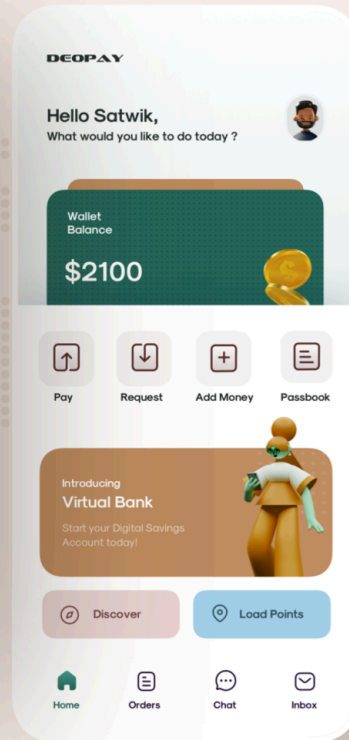 DEOPAY
Hello Satwik,
What would you like to do today ?
Wallet
Balance
$2100
Pay
Request
Add Money
Passbook
Introducing
Virtual Bank
Start your Digital Savings
Account today!
Discover
Load Points
Home
Orders
Chat
Inbox